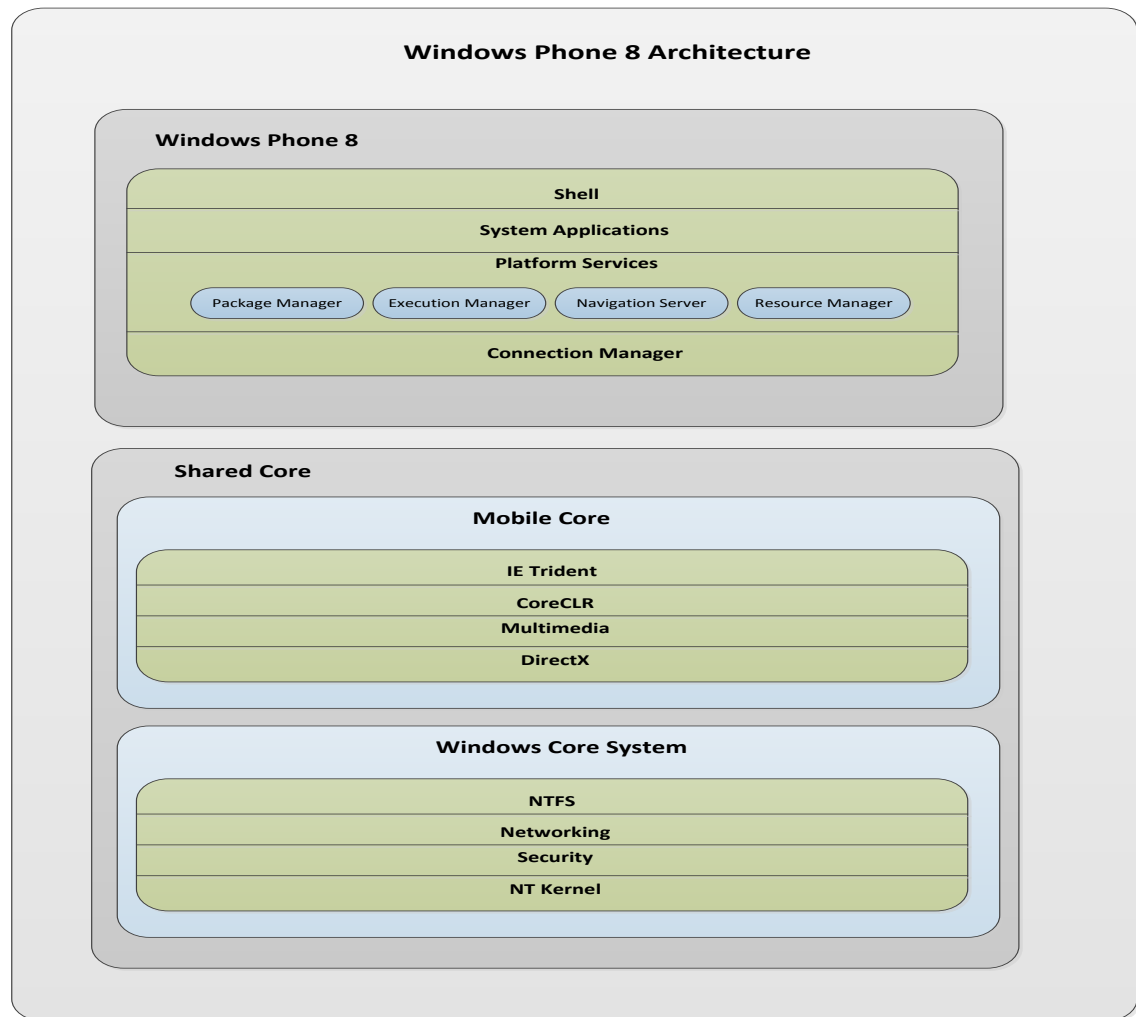 Windows Phone 8 Architecture
Windows Phone 8
Shell
System Applications
Platform Services
Package Manager
Execution Manager
Navigation Server
Resource Manager
Connection Manager
Shared Core
Mobile Core
IE Trident
CoreCLR
Multimedia
DirectX
Windows Core System
NTFS
Networking
Security
NT Kernel